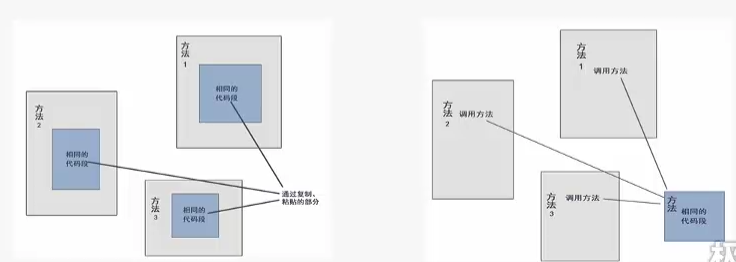 方法1
相同的
代码段
方法2
相同的
代码段
方法3
相同的
代码段
通过复制、
粘贴的部分
方法1
调用方法
方法2
调用方法
方法3
调用方法
方法
相同的
代码段